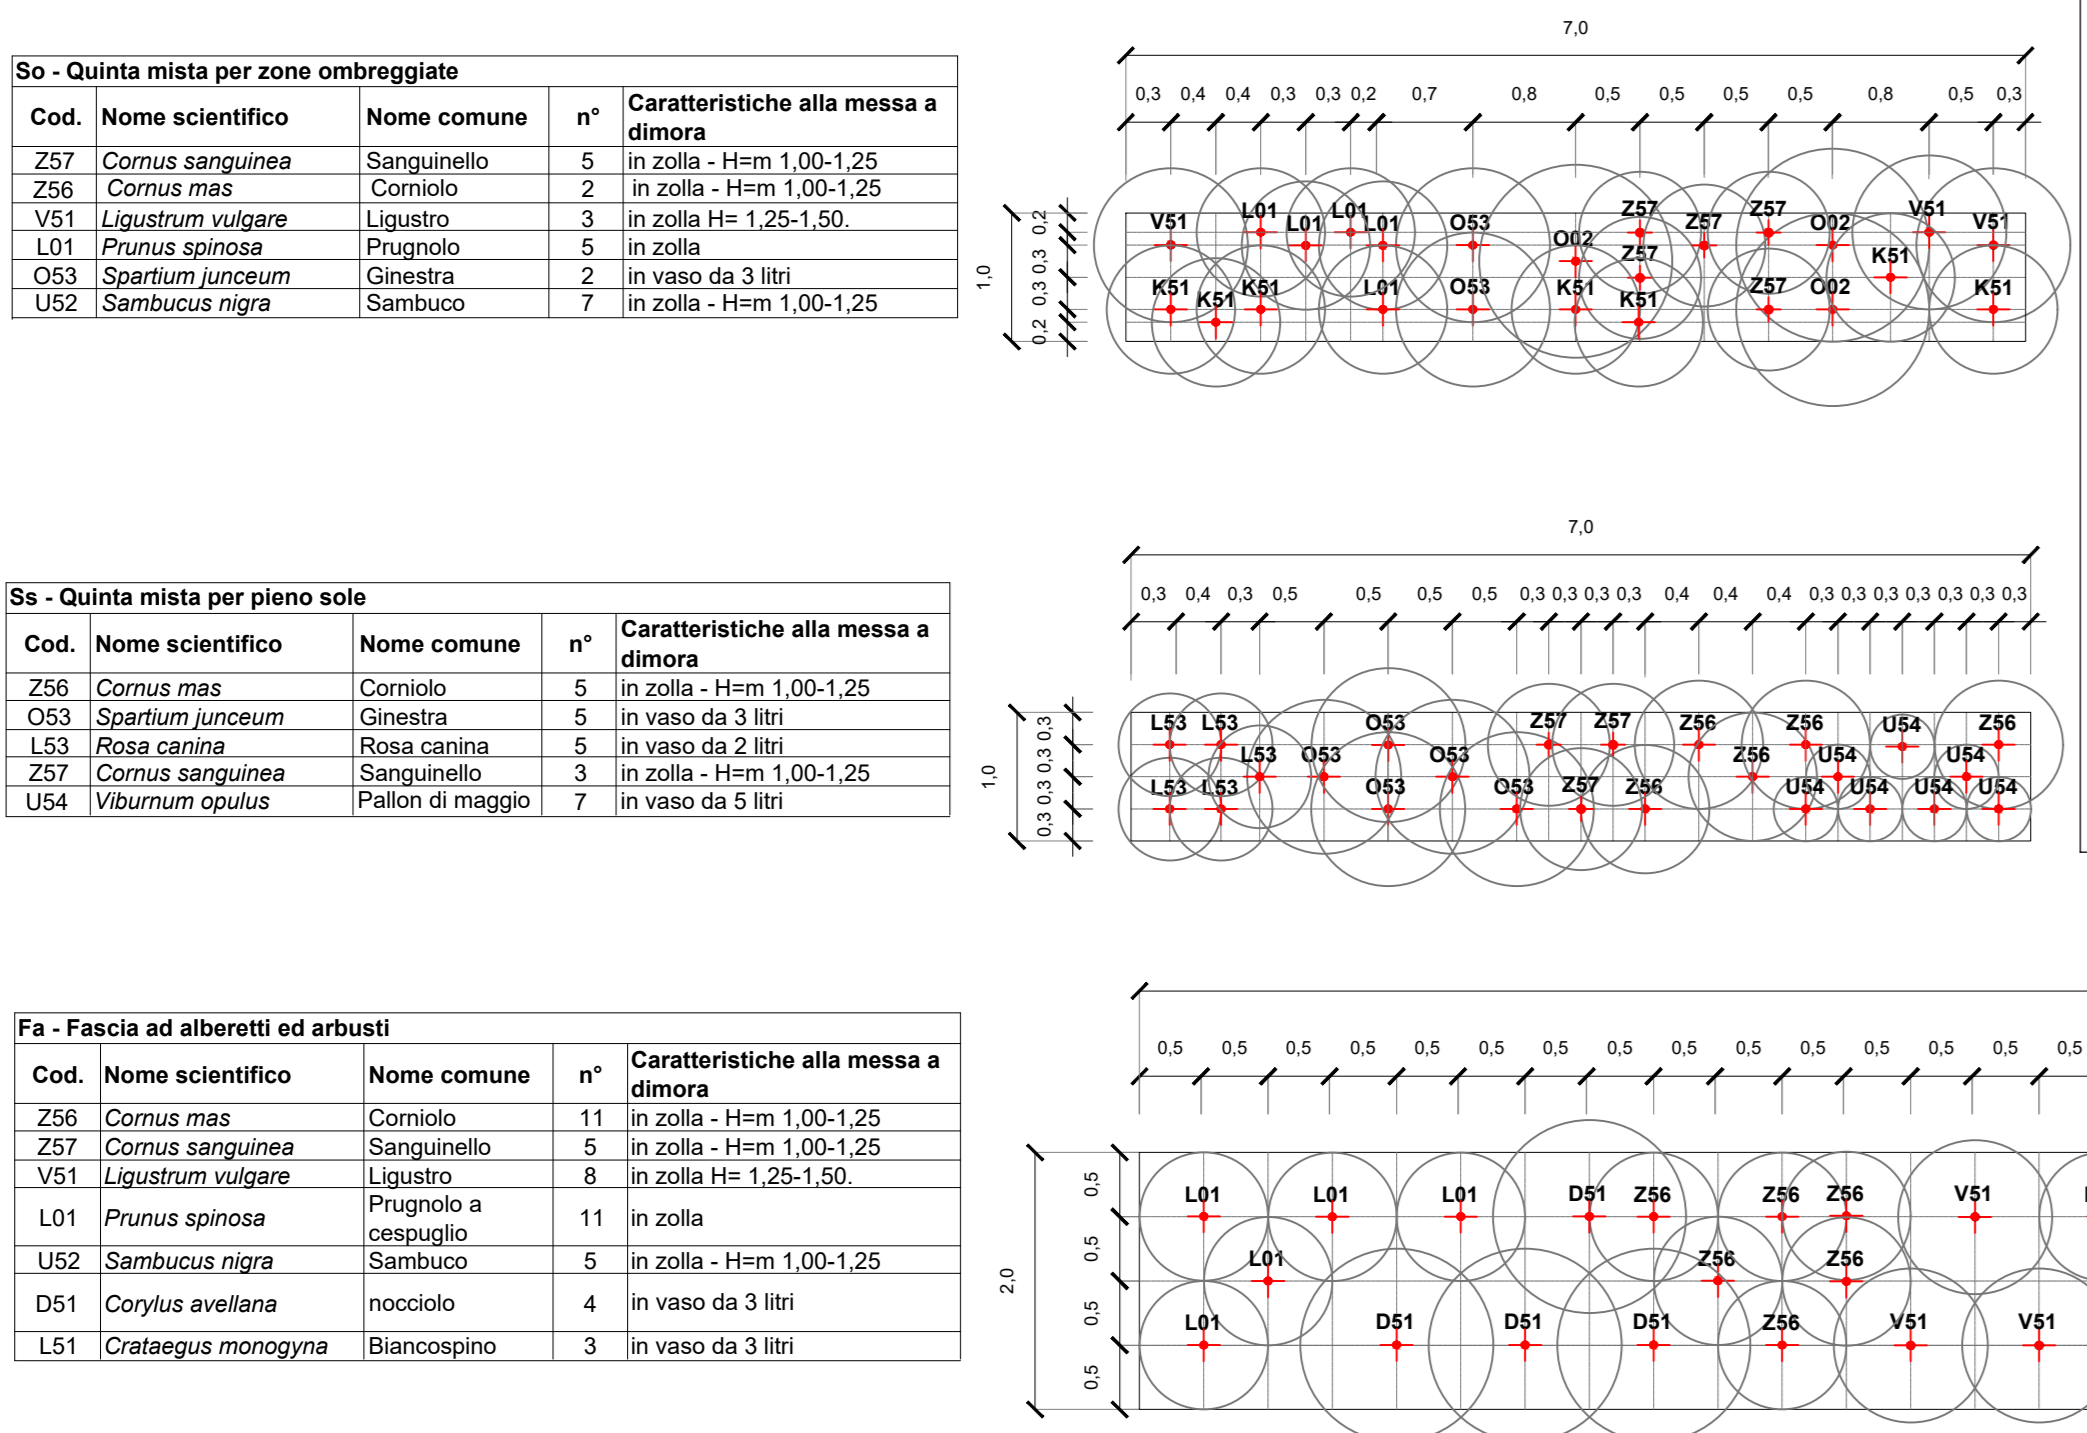 So - Quinta mista per zone ombreggiate
Cod. Nome scientifico Nome comune n° Caratteristiche alla messa a dimora
Z57 Cornus sanguinea Sanguinello 5 in zolla - H=m 1,00-1,25
Z56 Cornus mas Corniolo 2 in zolla - H=m 1,00-1,25
V51 Ligustrum vulgare Ligustro 3 in zolla H= 1,25-1,50.
L01 Prunus spinosa Prugnolo 5 in zolla
O53 Spartium junceum Ginestra 2 in vaso da 3 litri
U52 Sambucus nigra Sambuco 7 in zolla - H=m 1,00-1,25
7,0
0,3 0,4 0,4 0,3 0,3 0,2 0,7 0,8 0,5 0,5 0,5 0,5 0,8 0,5 0,3
1,0
0,2 0,3 0,3 0,2
V51 L01 L01 L01 L01 O53 O02 Z57 Z57 Z57 O02 V51 V51
Z57 K51
K51 K51 K51 L01 O53 K51 K51 Z57 O02 K51
Ss - Quinta mista per pieno sole
Cod. Nome scientifico Nome comune n° Caratteristiche alla messa a dimora
Z56 Cornus mas Corniolo 5 in zolla - H=m 1,00-1,25
O53 Spartium junceum Ginestra 5 in vaso da 3 litri
L53 Rosa canina Rosa canina 5 in vaso da 2 litri
Z57 Cornus sanguinea Sanguinello 3 in zolla - H=m 1,00-1,25
U54 Viburnum opulus Pallon di maggio 7 in vaso da 5 litri
7,0
0,3 0,4 0,3 0,5 0,5 0,5 0,5 0,3 0,3 0,3 0,3 0,4 0,4 0,4 0,3 0,3 0,3 0,3 0,3 0,3 0,3
1,0
0,3 0,3 0,3 0,3
L53 L53 O53 Z57 Z57 Z56 Z56 U54 Z56
L53 O53 O53 Z56 U54 U54
L53 L53 O53 O53 Z57 Z56 U54 U54 U54 U54
Fa - Fascia ad alberetti ed arbusti
Cod. Nome scientifico Nome comune n° Caratteristiche alla messa a dimora
Z56 Cornus mas Corniolo 11 in zolla - H=m 1,00-1,25
Z57 Cornus sanguinea Sanguinello 5 in zolla - H=m 1,00-1,25
V51 Ligustrum vulgare Ligustro 8 in zolla H= 1,25-1,50.
L01 Prunus spinosa Prugnolo a cespuglio 11 in zolla
U52 Sambucus nigra Sambuco 5 in zolla - H=m 1,00-1,25
D51 Corylus avellana nocciolo 4 in vaso da 3 litri
L51 Crataegus monogyna Biancospino 3 in vaso da 3 litri
0,5 0,5 0,5 0,5 0,5 0,5 0,5 0,5 0,5 0,5 0,5 0,5 0,5 0,5 0,5
2,0
0,5 0,5 0,5 0,5
L01 L01 L01 D51 Z56 Z56 Z56 V51
L01 Z56 Z56
L01 D51 D51 D51 Z56 V51 V51